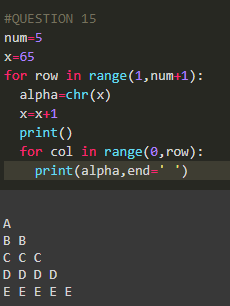 #QUESTION 15
num=5
x=65
for row in range(1,num+1):
  alpha=chr(x)
  x=x+1
  print()
  for col in range(0,row):
    print(alpha,end=' ')
A
B B
C C C
D D D D
E E E E E